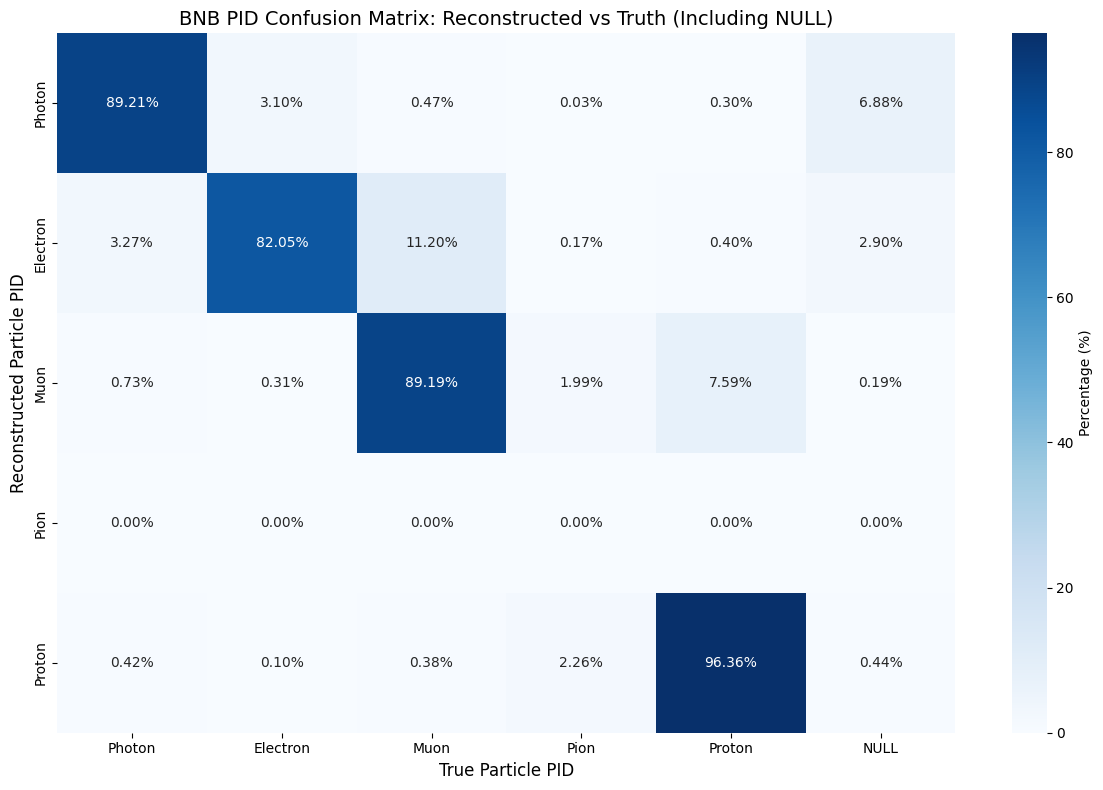 BNB PID Confusion Matrix: Reconstructed vs Truth (Including NULL)
Reconstructed Particle PID
Photon
89.21% 3.10% 0.47% 0.03% 0.30% 6.88%
Electron
3.27% 82.05% 11.20% 0.17% 0.40% 2.90%
Muon
0.73% 0.31% 89.19% 1.99% 7.59% 0.19%
Pion
0.00% 0.00% 0.00% 0.00% 0.00% 0.00%
Proton
0.42% 0.10% 0.38% 2.26% 96.36% 0.44%
Photon Electron Muon Pion Proton NULL
True Particle PID
80
60
40
20
0
Percentage (%)